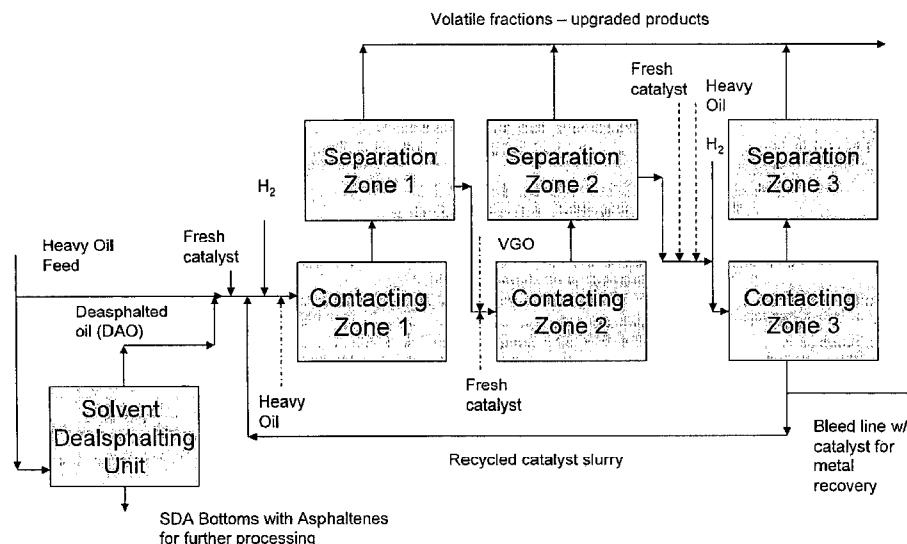 Volatile fractions – upgraded products
Fresh
catalyst
Heavy
Oil
H2
Separation
Zone 1
Separation
Zone 2
Separation
Zone 3
H2
Heavy Oil
Feed
Fresh
catalyst
VGO
Deasphalted
oil (DAO)
Contacting
Zone 1
Contacting
Zone 2
Contacting
Zone 3
Heavy
Oil
Fresh
catalyst
Solvent
Dealsphalting
Unit
Recycled catalyst slurry
Bleed line w/
catalyst for
metal
recovery
SDA Bottoms with Asphaltenes
for further processing